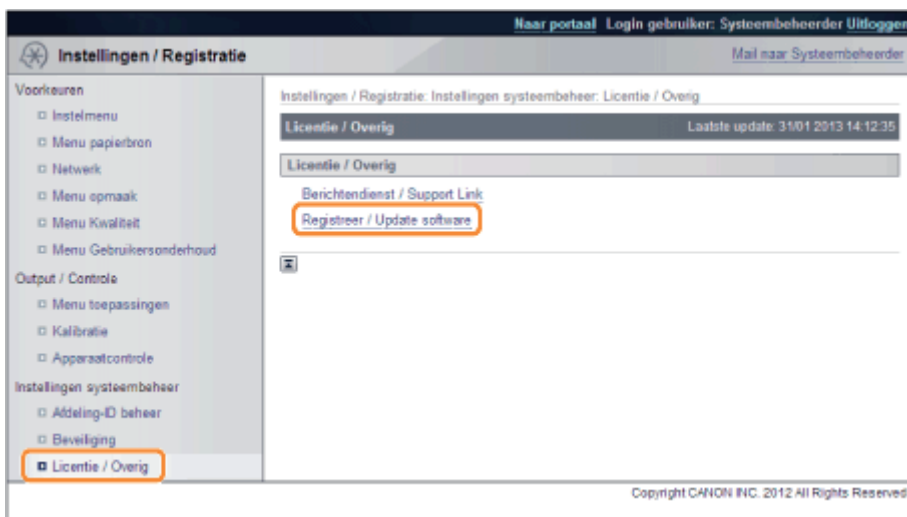 Naar portaal Login gebruiker: Systeembeheerder Uitloggen
Instellingen / Registratie
Mail naar Systeembeheerder
Voorkeuren
Instelmenu
Menu papierbron
Netwerk
Menu opmaak
Menu Kwaliteit
Menu Gebruikersonderhoud
Output / Controle
Menu toepassingen
Kalibratie
Apparaatcontrole
Instellingen systeembeheer
Afdeling-ID beheer
Beveiliging
Licentie / Overig
Instellingen / Registratie: Instellingen systeembeheer: Licentie / Overig
Licentie / Overig Laatste update: 31/01 2013 14:12:35
Licentie / Overig
Berichtendienst / Support Link
Registreer / Update software
Copyright CANON INC. 2012 All Rights Reserved